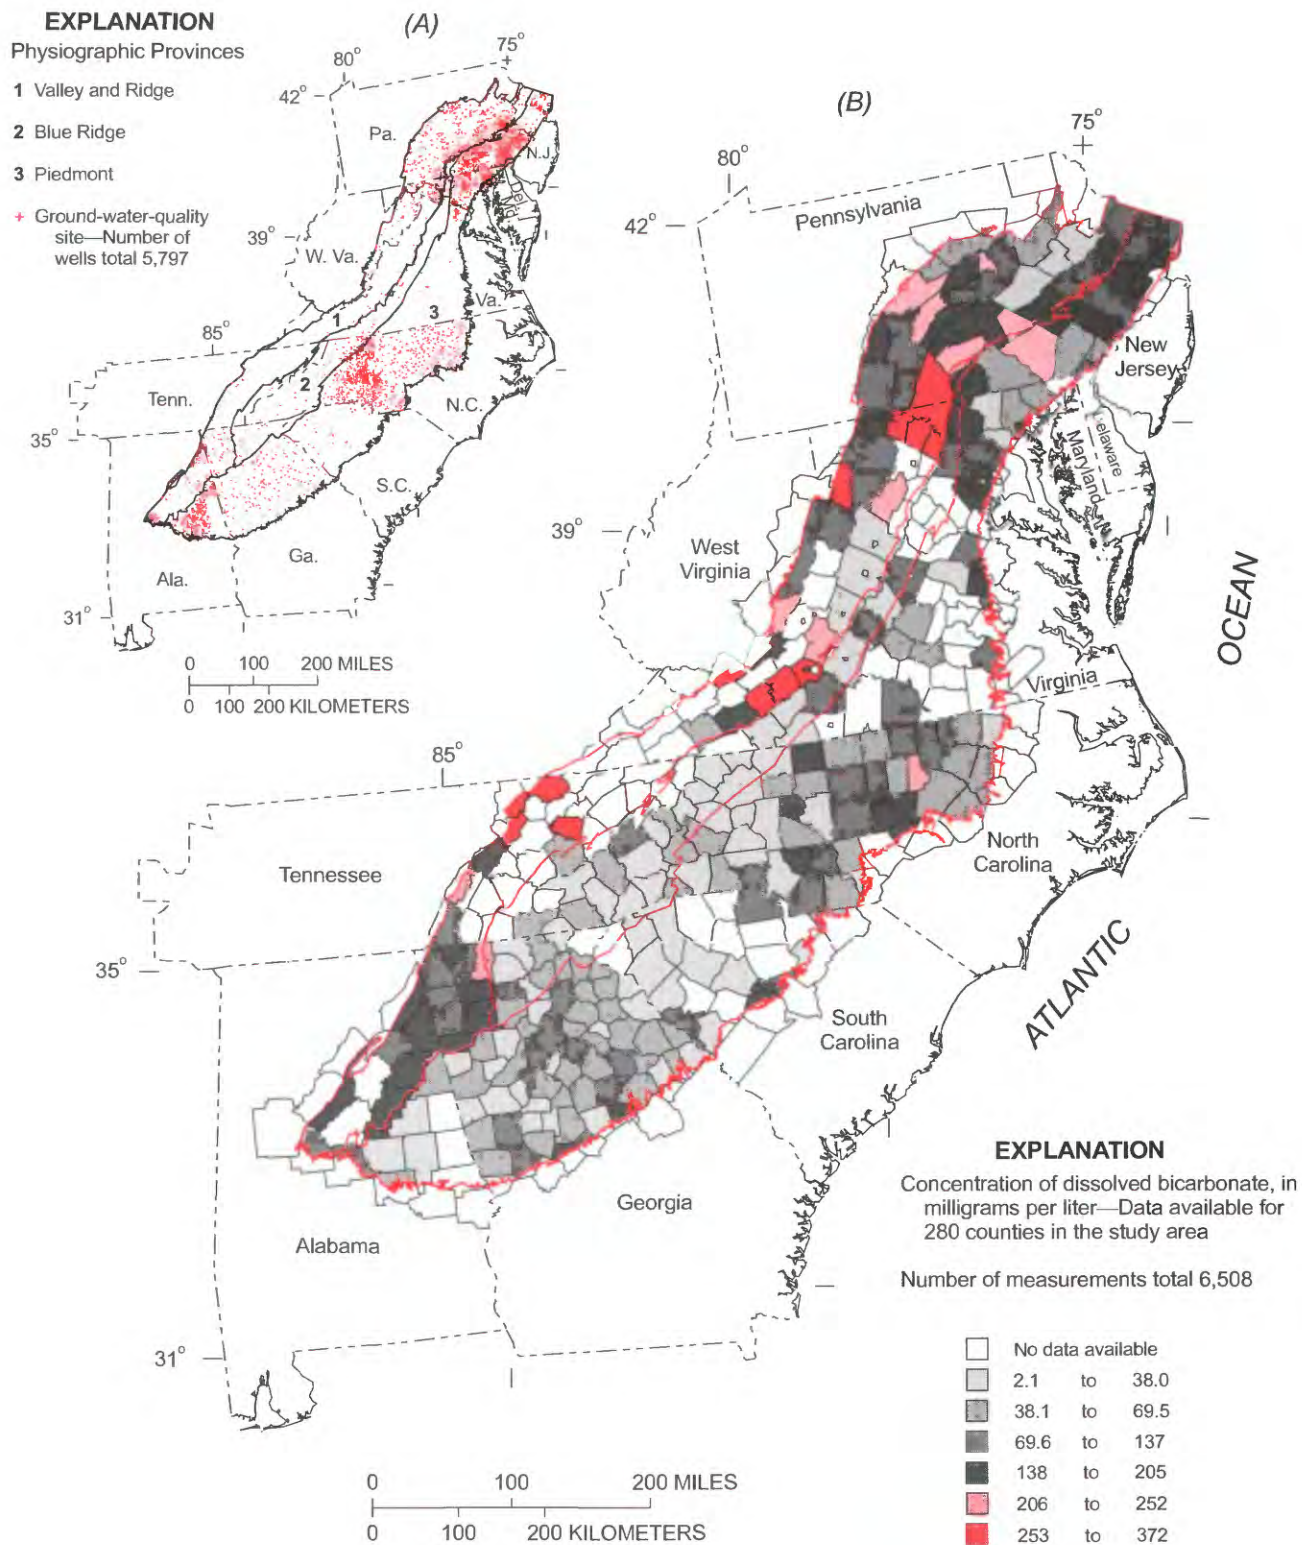 EXPLANATION
Physiographic Provinces
1 Valley and Ridge
2 Blue Ridge
3 Piedmont
+ Ground-water-quality
site—Number of
wells total 5,797
(A)
80°
75°
42°
Pa.
N.J.
Del.
Md.
39°
W. Va.
Va.
85°
1
3
2
Tenn.
N.C.
35°
S.C.
Ga.
Ala.
31°
0 100 200 MILES
0 100 200 KILOMETERS
(B)
75°
80°
Pennsylvania
42°
New
Jersey
Delaware
Maryland
39°
West
Virginia
OCEAN
Virginia
85°
North
Carolina
Tennessee
ATLANTIC
35°
South
Carolina
Georgia
Alabama
31°
0 100 200 MILES
0 100 200 KILOMETERS
EXPLANATION
Concentration of dissolved bicarbonate, in
milligrams per liter—Data available for
280 counties in the study area
Number of measurements total 6,508
No data available
2.1 to 38.0
38.1 to 69.5
69.6 to 137
138 to 205
206 to 252
253 to 372